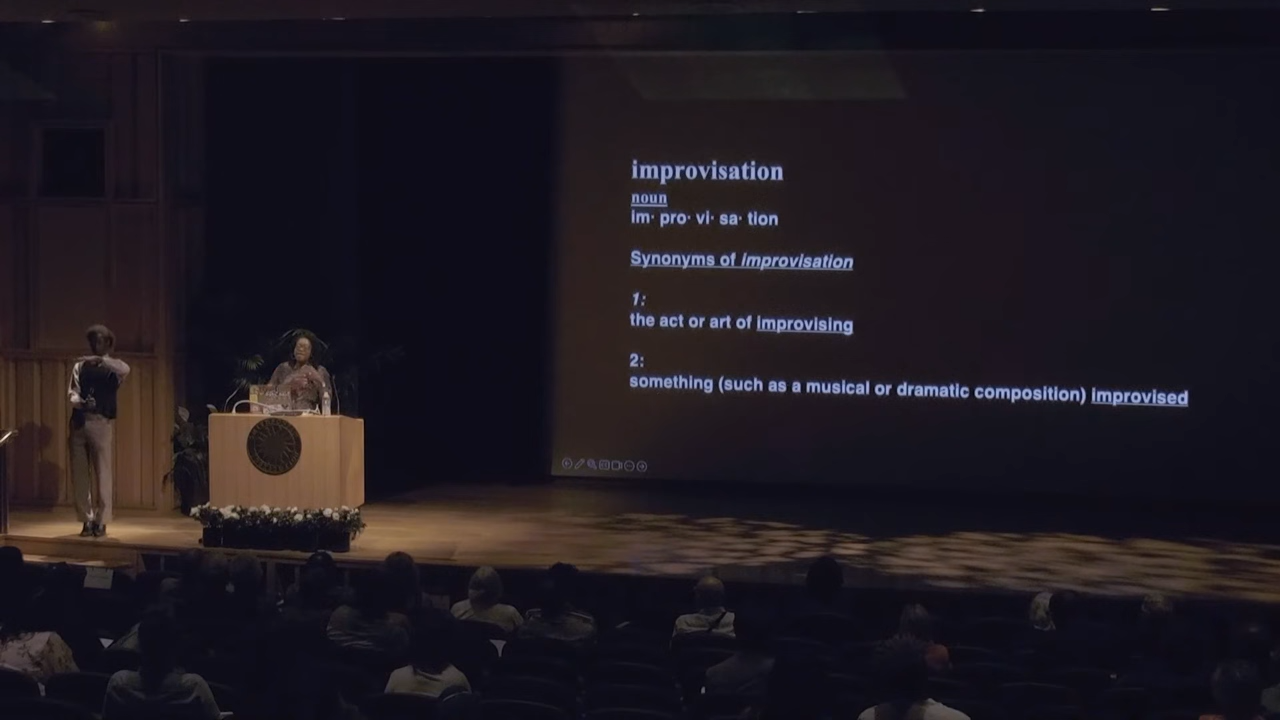 improvisation
noun
im· pro· vi· sa· tion
Synonyms of improvisation
1:
the act or art of improvising
2:
something (such as a musical or dramatic composition) improvised